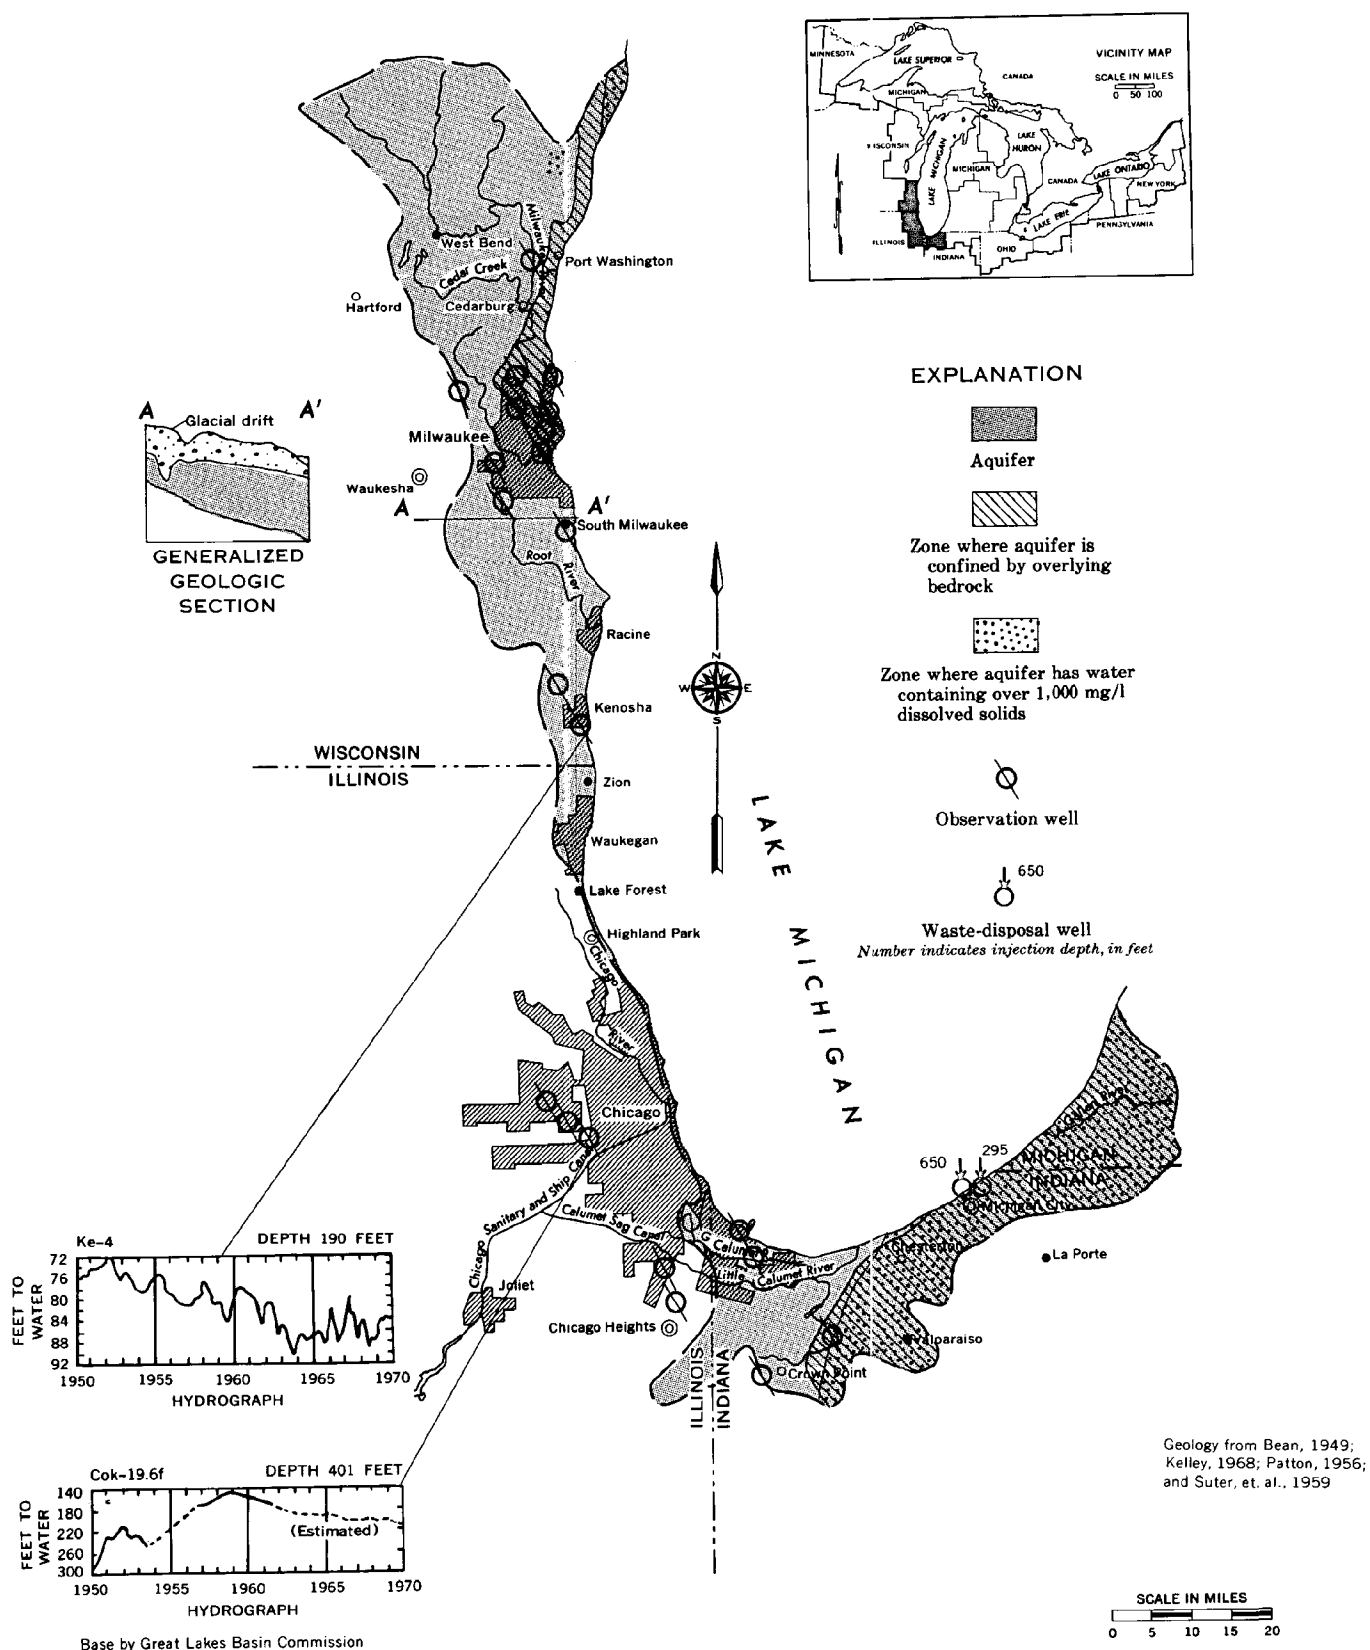 VICINITY MAP
SCALE IN MILES
0 50 100
MINNESOTA
LAKE SUPERIOR
CANADA
MICHIGAN
WISCONSIN
LAKE MICHIGAN
MICHIGAN
LAKE
HURON
CANADA
LAKE ONTARIO
NEW YORK
LAKE ERIE
PENNSYLVANIA
ILLINOIS
INDIANA
OHIO
West Bend
Milwaukee
Cedar Creek
Port Washington
Hartford
Cedarburg
EXPLANATION
Aquifer
Zone where aquifer is
confined by overlying
bedrock
Zone where aquifer has water
containing over 1,000 mg/l
dissolved solids
Observation well
650
Waste-disposal well
Number indicates injection depth, in feet
A A'
Glacial drift
GENERALIZED
GEOLOGIC
SECTION
Milwaukee
Waukesha
A A'
South Milwaukee
Root
River
Racine
N
W E
S
Kenosha
WISCONSIN
ILLINOIS
Zion
Waukegan
Lake Forest
Highland Park
Chicago
River
LAKE MICHIGAN
Chicago
Sanitary and Ship Canal
Chicago
Calumet Sag Canal
G Calumet R
Little Calumet River
Joliet
Chicago Heights
ILLINOIS
INDIANA
Crown Point
Valparaiso
Chesterton
La Porte
650
295
MICHIGAN
INDIANA
Michigan City
Galien River
Ke-4 DEPTH 190 FEET
FEET TO
WATER
72
76
80
84
88
92
1950 1955 1960 1965 1970
HYDROGRAPH
Cok-19.6f DEPTH 401 FEET
FEET TO
WATER
140
180
220
260
300
(Estimated)
1950 1955 1960 1965 1970
HYDROGRAPH
Base by Great Lakes Basin Commission
Geology from Bean, 1949;
Kelley, 1968; Patton, 1956;
and Suter, et. al., 1959
SCALE IN MILES
0 5 10 15 20